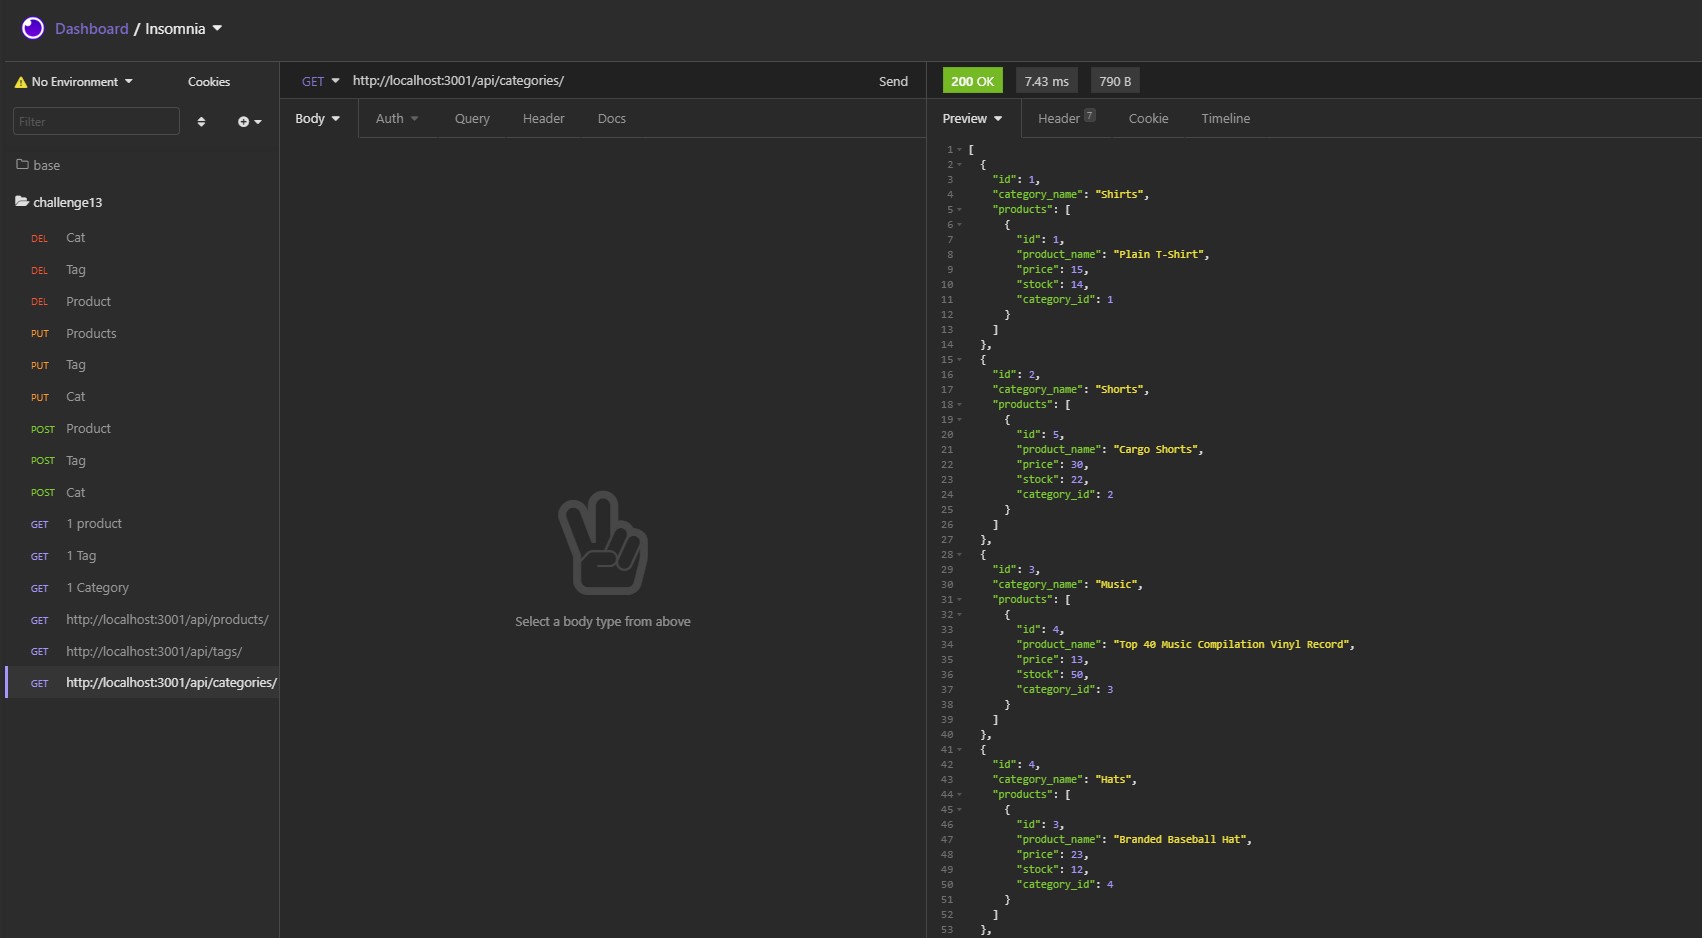 Dashboard / Insomnia
No Environment
Cookies
Filter
base
challenge13
DEL Cat
DEL Tag
DEL Product
PUT Products
PUT Tag
PUT Cat
POST Product
POST Tag
POST Cat
GET 1 product
GET 1 Tag
GET 1 Category
GET http://localhost:3001/api/products/
GET http://localhost:3001/api/tags/
GET http://localhost:3001/api/categories/
GET http://localhost:3001/api/categories/ Send
Body Auth Query Header Docs
Select a body type from above
200 OK 7.43 ms 790 B
Preview Header 7 Cookie Timeline
1 [
2 {
3 "id": 1,
4 "category_name": "Shirts",
5 "products": [
6 {
7 "id": 1,
8 "product_name": "Plain T-Shirt",
9 "price": 15,
10 "stock": 14,
11 "category_id": 1
12 }
13 ]
14 },
15 {
16 "id": 2,
17 "category_name": "Shorts",
18 "products": [
19 {
20 "id": 5,
21 "product_name": "Cargo Shorts",
22 "price": 30,
23 "stock": 22,
24 "category_id": 2
25 }
26 ]
27 },
28 {
29 "id": 3,
30 "category_name": "Music",
31 "products": [
32 {
33 "id": 4,
34 "product_name": "Top 40 Music Compilation Vinyl Record",
35 "price": 13,
36 "stock": 50,
37 "category_id": 3
38 }
39 ]
40 },
41 {
42 "id": 4,
43 "category_name": "Hats",
44 "products": [
45 {
46 "id": 3,
47 "product_name": "Branded Baseball Hat",
48 "price": 23,
49 "stock": 12,
50 "category_id": 4
51 }
52 ]
53 },